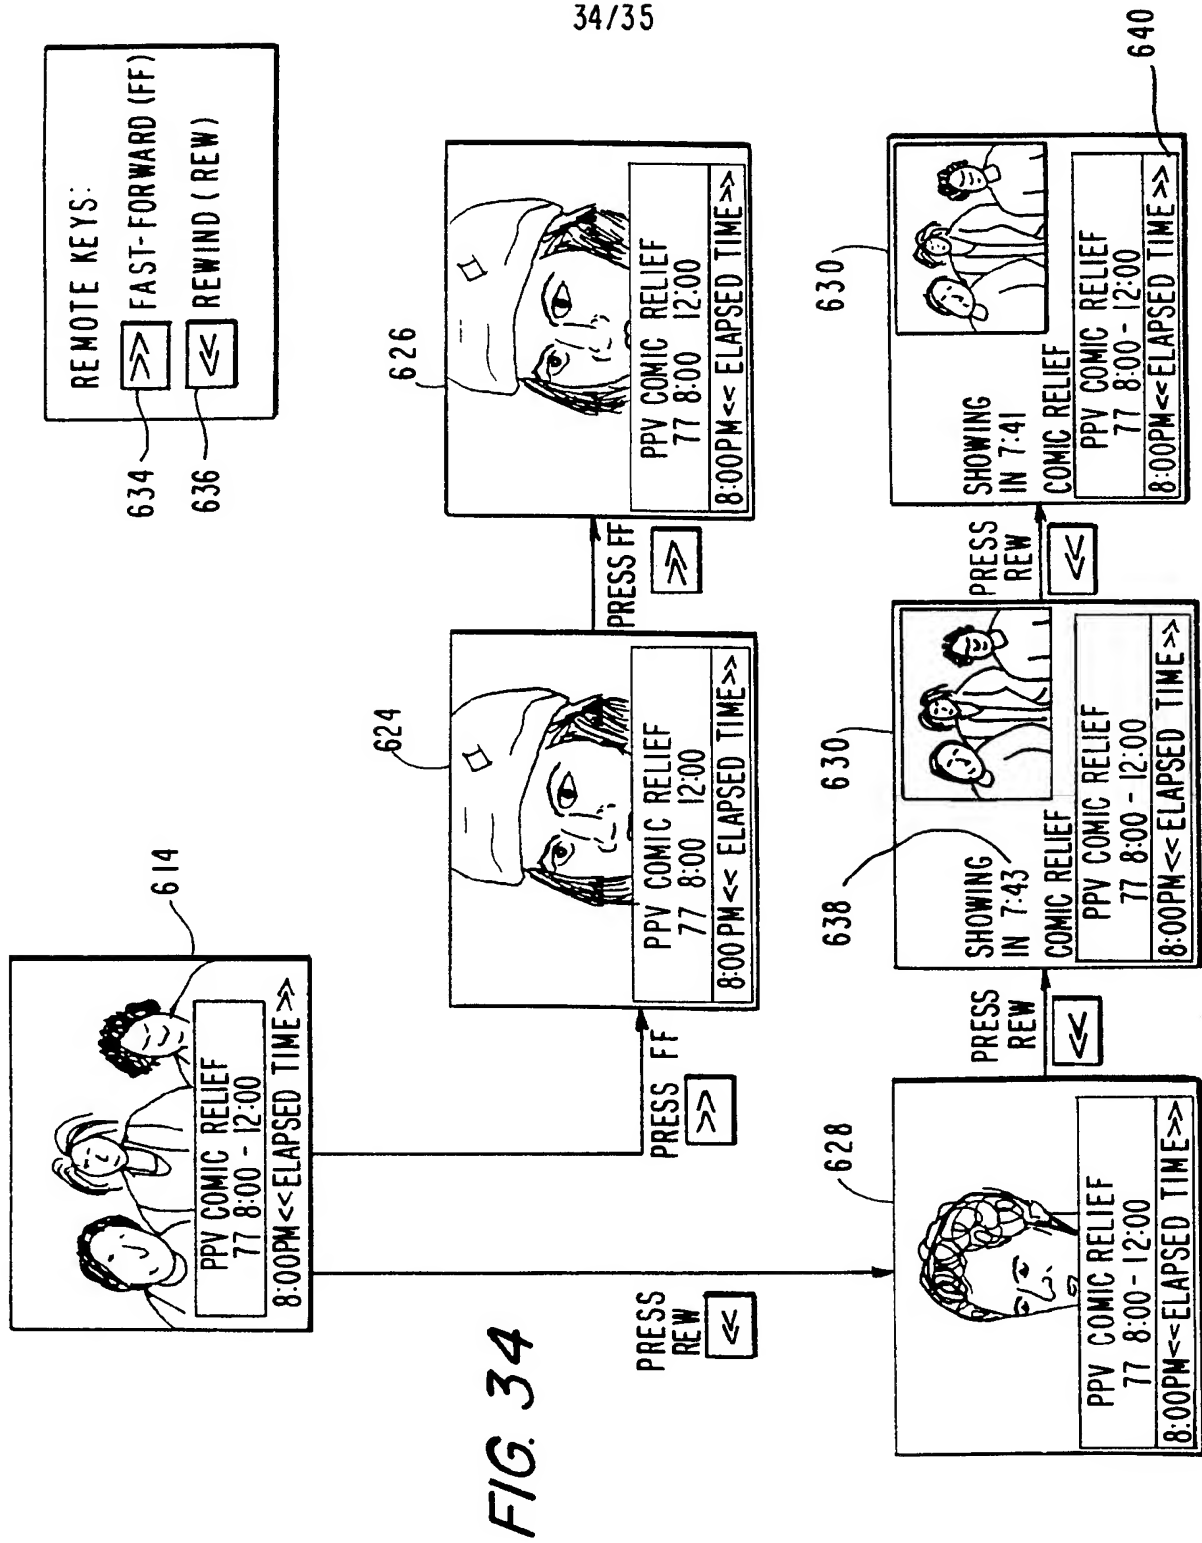 34/35
REMOTE KEYS:
634
>> FAST-FORWARD (FF)
636
<< REWIND (REW)
614
PPV COMIC RELIEF
77 8:00 - 12:00
8:00PM<<ELAPSED TIME>>
PRESS FF
>>
624
PPV COMIC RELIEF
77 8:00 12:00
8:00PM<< ELAPSED TIME>>
PRESS FF
>>
626
PPV COMIC RELIEF
77 8:00 12:00
8:00PM<< ELAPSED TIME>>
PRESS
REW
<<
628
PPV COMIC RELIEF
77 8:00-12:00
8:00PM<<ELAPSED TIME>>
PRESS
REW
<<
638
630
SHOWING
IN 7:43
COMIC RELIEF
PPV COMIC RELIEF
77 8:00-12:00
8:00PM<<ELAPSED TIME>>
PRESS
REW
<<
630
SHOWING
IN 7:41
COMIC RELIEF
PPV COMIC RELIEF
77 8:00-12:00
8:00PM<<ELAPSED TIME>>
640
FIG. 34